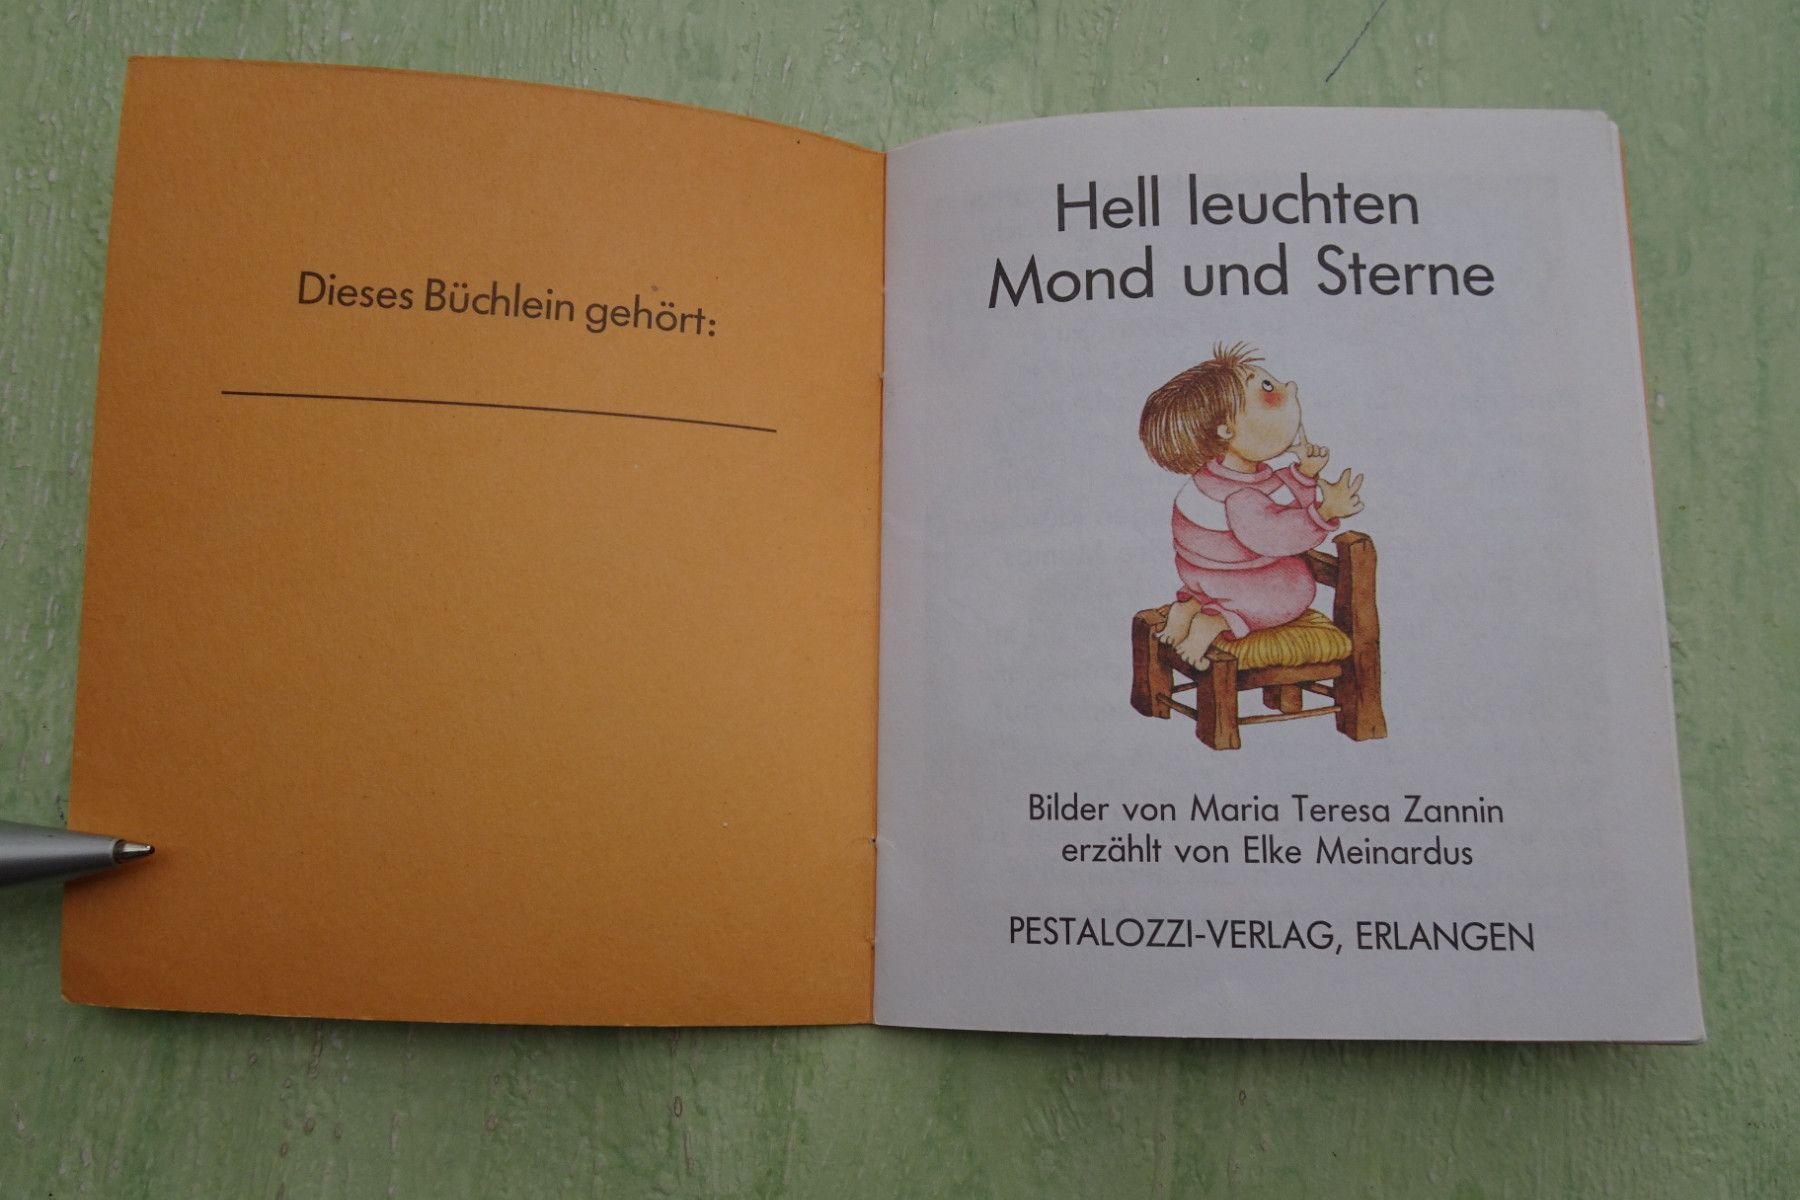 Dieses Büchlein gehört:
Hell leuchten
Mond und Sterne
Bilder von Maria Teresa Zannin
erzählt von Elke Meinardus
PESTALOZZI-VERLAG, ERLANGEN